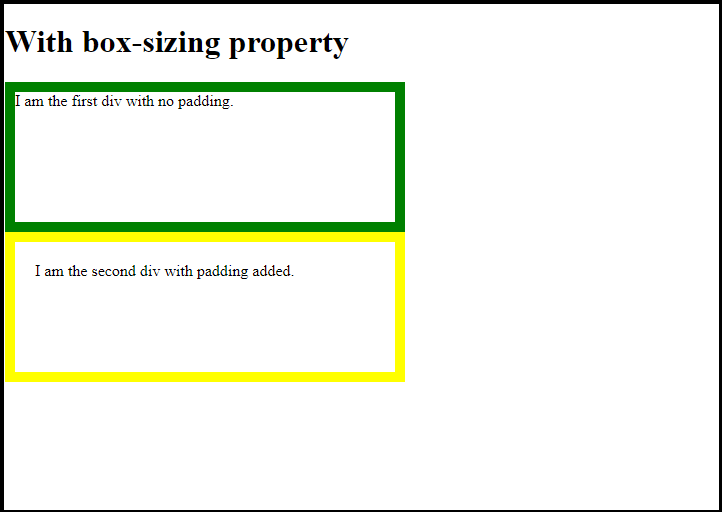 With box-sizing property
I am the first div with no padding.
I am the second div with padding added.